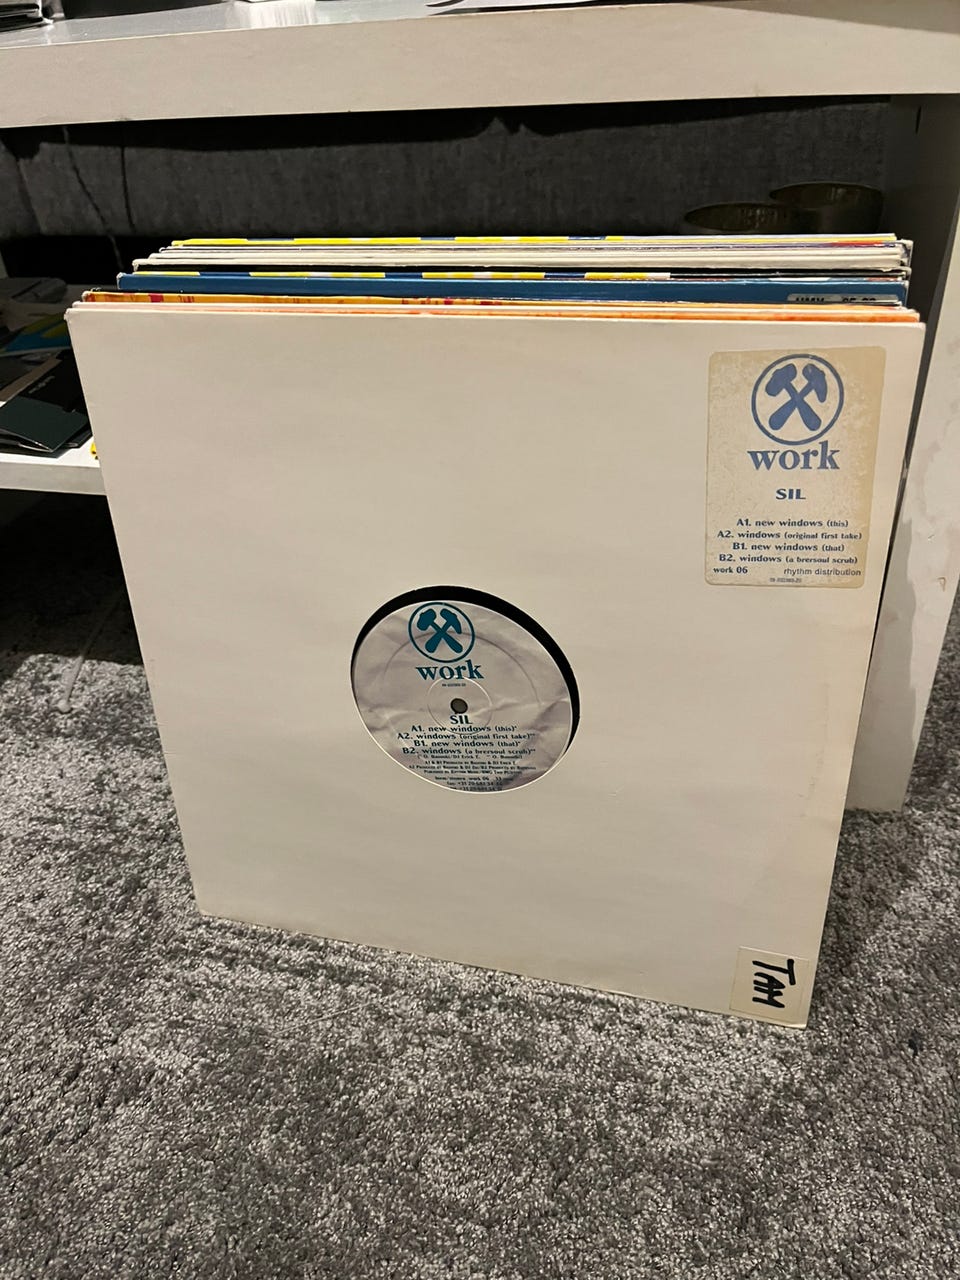 work
SIL
A1. new windows (this)
A2. windows (original first take)
B1. new windows (that)
B2. windows (a brersoul scrub)
work 06 rhythm distribution
work
SIL
A1. new windows (this)*
A2. windows (original first take)**
B1. new windows (that)*
B2. windows (a brersoul scrub)**
TAM